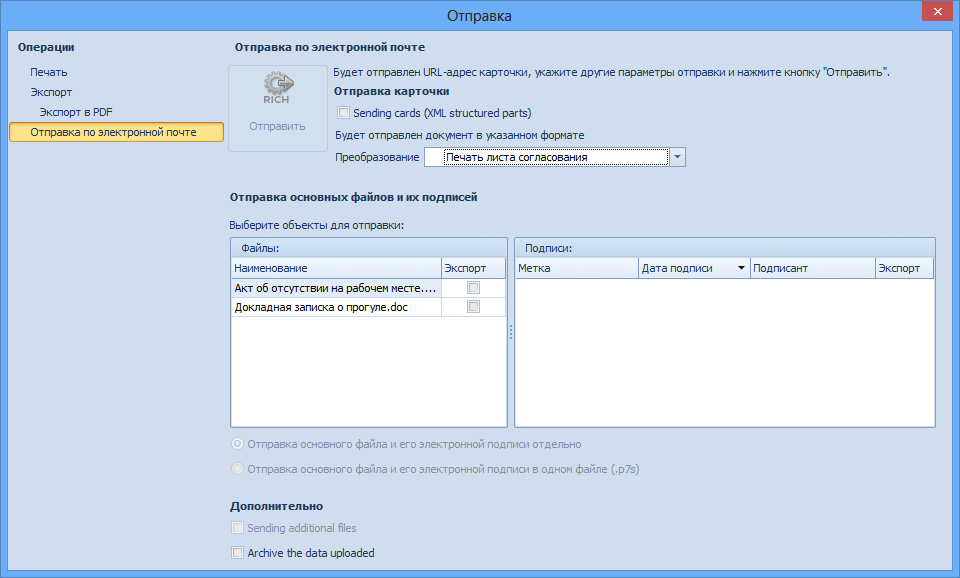 Отправка
Операции
Печать
Экспорт
Экспорт в PDF
Отправка по электронной почте
Отправка по электронной почте
RICH
Отправить
Будет отправлен URL-адрес карточки, укажите другие параметры отправки и нажмите кнопку "Отправить".
Отправка карточки
Sending cards (XML structured parts)
Будет отправлен документ в указанном формате
Преобразование Печать листа согласования
Отправка основных файлов и их подписей
Выберите объекты для отправки:
Файлы:
Наименование Экспорт
Акт об отсутствии на рабочем месте....
Докладная записка о прогуле.doc
Подписи:
Метка Дата подписи Подписант Экспорт
Отправка основного файла и его электронной подписи отдельно
Отправка основного файла и его электронной подписи в одном файле (.p7s)
Дополнительно
Sending additional files
Archive the data uploaded